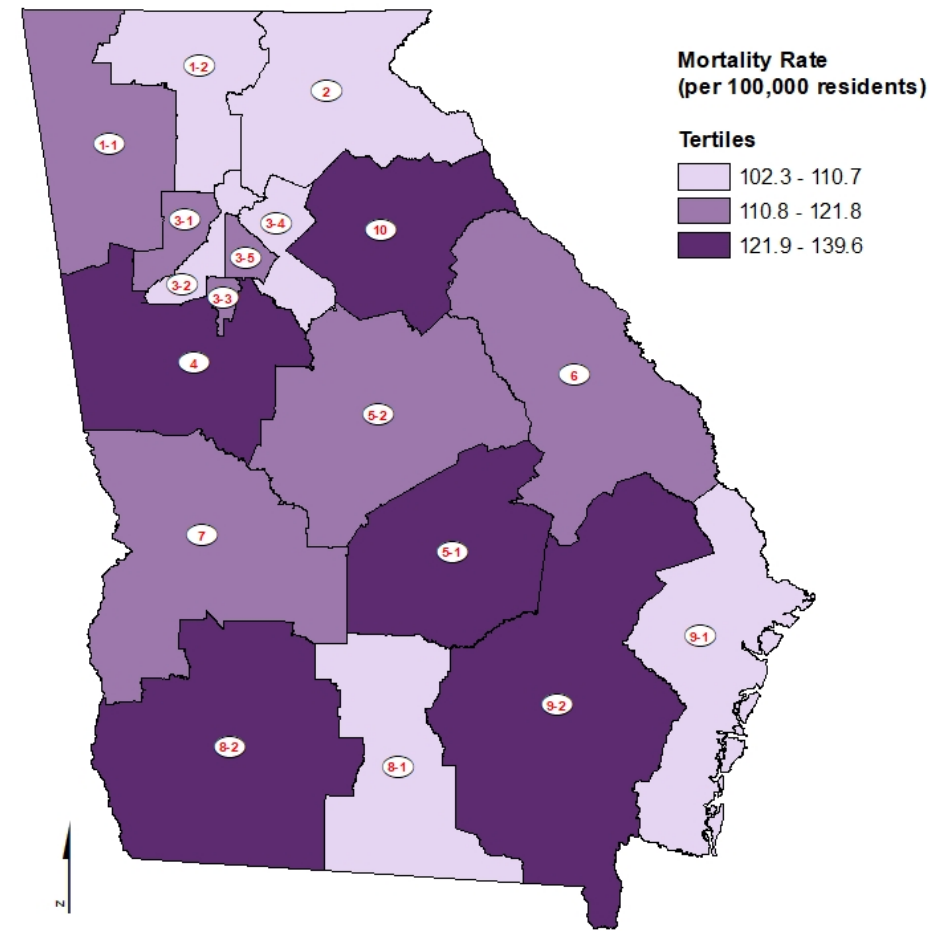 Mortality Rate
(per 100,000 residents)
Tertiles
102.3 - 110.7
110.8 - 121.8
121.9 - 139.6
1-2
2
1-1
3-1
3-4
10
3-5
3-2
3-3
4
6
5-2
7
5-1
9-1
9-2
8-2
8-1
N